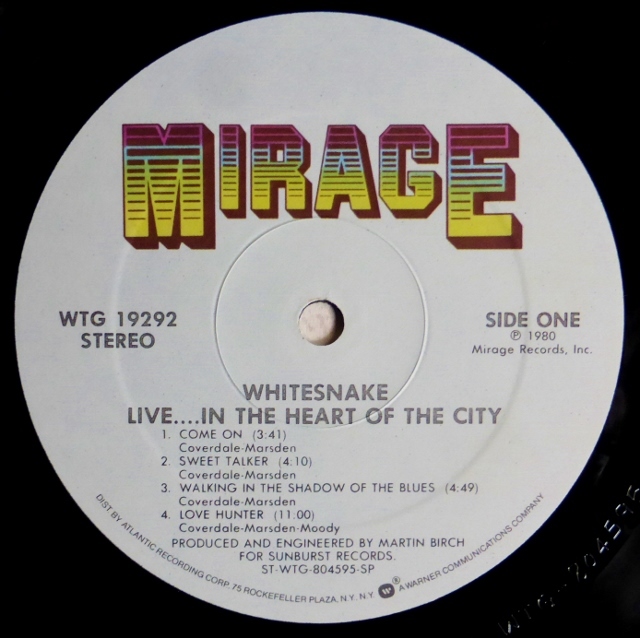 MIRAGE
WTG 19292
STEREO
SIDE ONE
℗ 1980
Mirage Records, Inc.
WHITESNAKE
LIVE....IN THE HEART OF THE CITY
1. COME ON (3:41)
Coverdale-Marsden
2. SWEET TALKER (4:10)
Coverdale-Marsden
3. WALKING IN THE SHADOW OF THE BLUES (4:49)
Coverdale-Marsden
4. LOVE HUNTER (11.00)
Coverdale-Marsden-Moody
PRODUCED AND ENGINEERED BY MARTIN BIRCH
FOR SUNBURST RECORDS.
ST-WTG-804595-SP
DIST BY ATLANTIC RECORDING CORP. 75 ROCKEFELLER PLAZA, N.Y. N.Y. ® A WARNER COMMUNICATIONS COMPANY